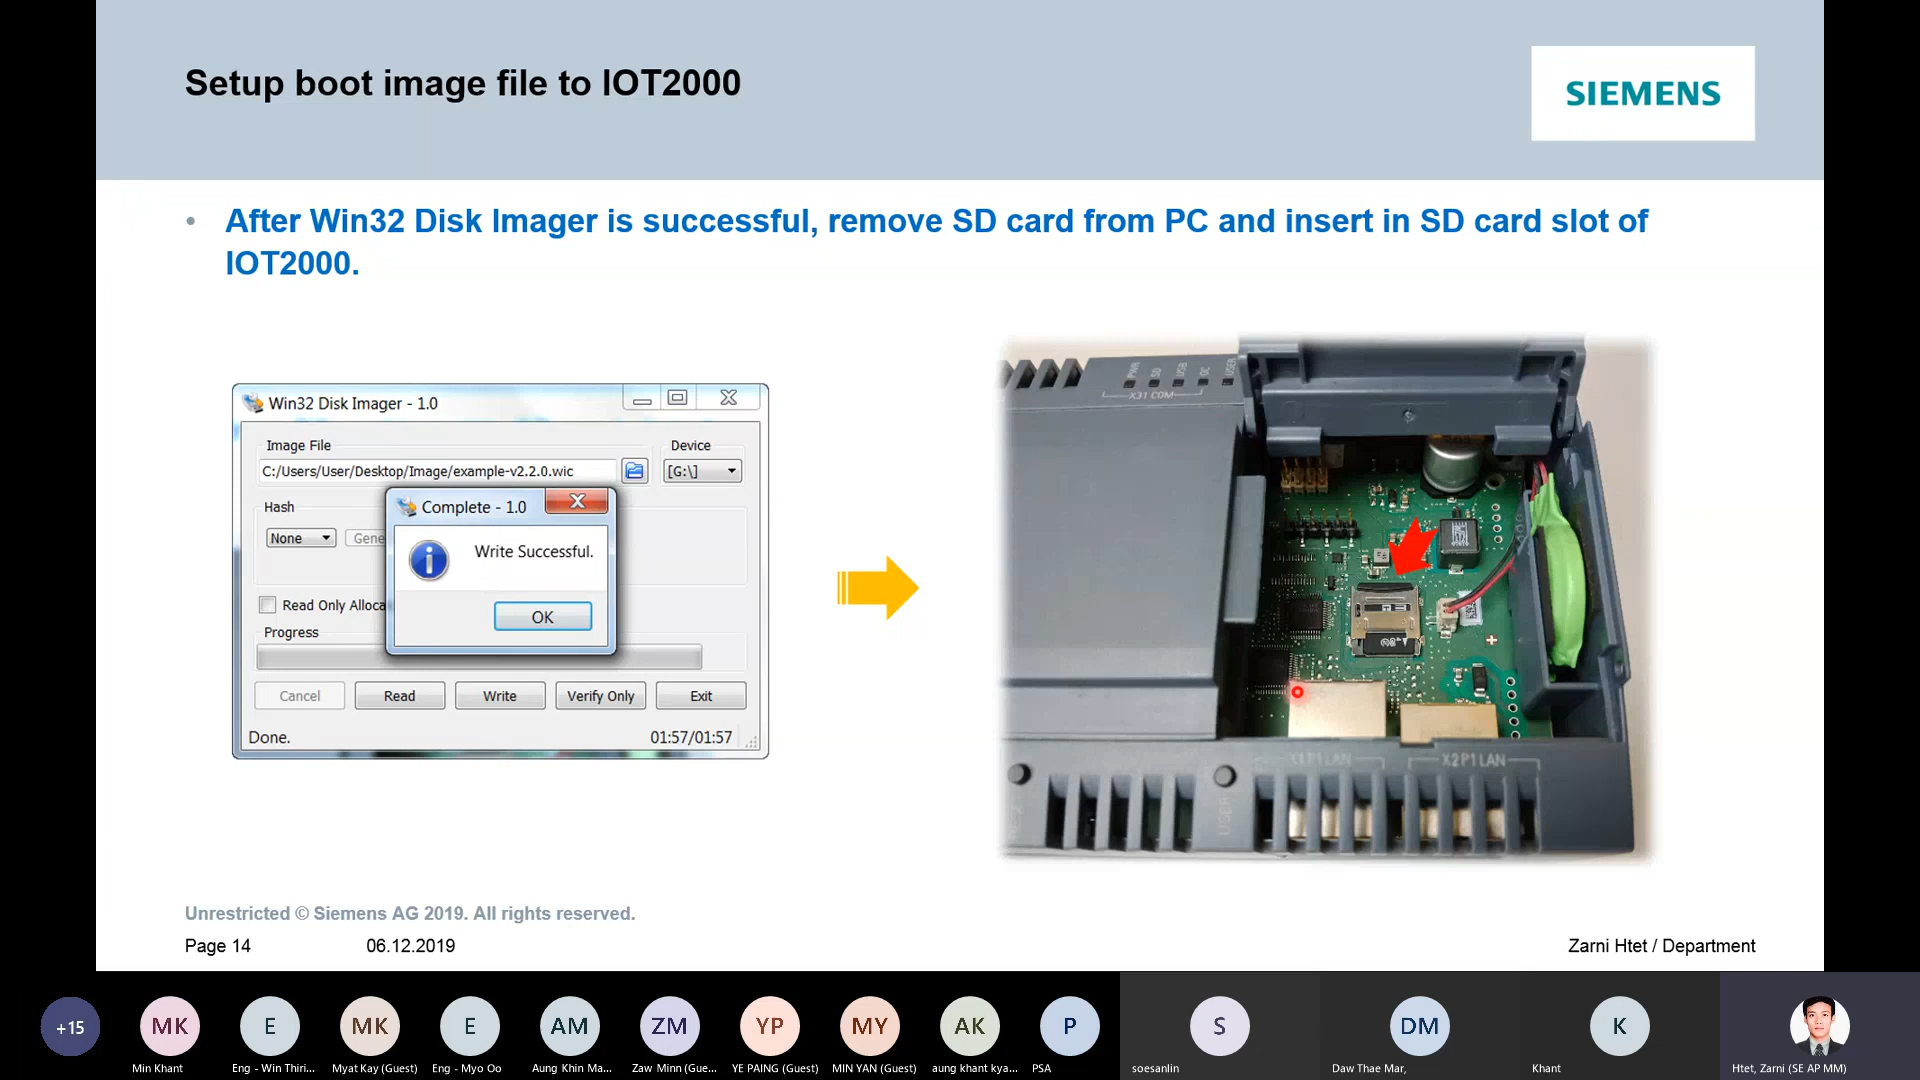 Setup boot image file to IOT2000
SIEMENS
• After Win32 Disk Imager is successful, remove SD card from PC and insert in SD card slot of
IOT2000.
Win32 Disk Imager - 1.0
Image File
Device
C:/Users/User/Desktop/Image/example-v2.2.0.wic
[G:\]
Complete - 1.0
Hash
None
Gene
Write Successful.
Read Only Alloca
OK
Progress
Cancel
Read
Write
Verify Only
Exit
Done.
01:57/01:57
PWR
SD
USB
DC
USER
X31 COM
X1P1 LAN
X2P1 LAN
USER
Unrestricted © Siemens AG 2019. All rights reserved.
Page 14
06.12.2019
Zarni Htet / Department
+15
MK
E
MK
E
AM
ZM
YP
MY
AK
P
S
DM
K
Min Khant
Eng - Win Thiri...
Myat Kay (Guest)
Eng - Myo Oo
Aung Khin Ma...
Zaw Minn (Gue...
YE PAING (Guest)
MIN YAN (Guest)
aung khant kya...
PSA
soesanlin
Daw Thae Mar,
Khant
Htet, Zarni (SE AP MM)